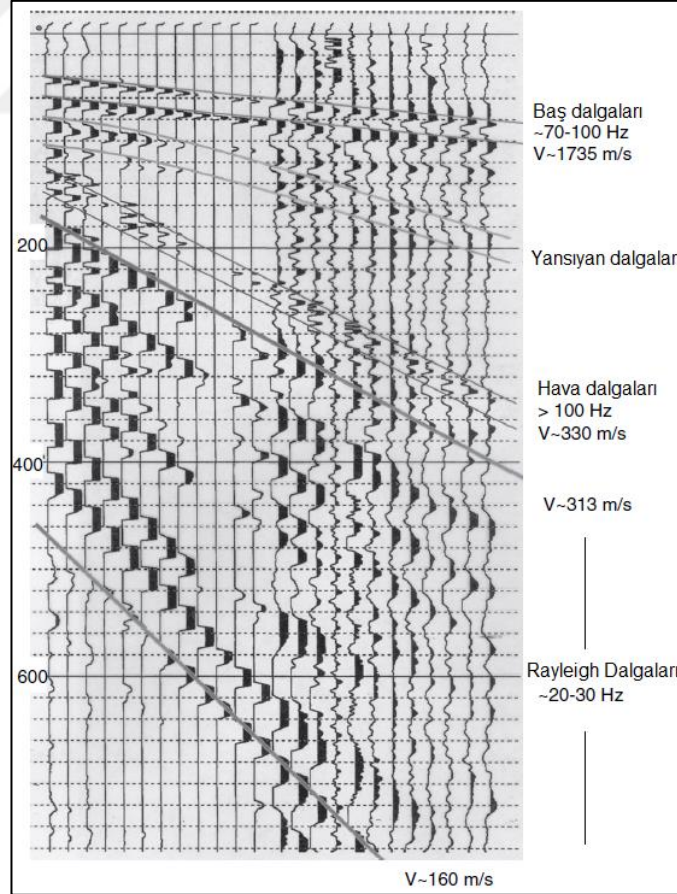 Baş dalgaları
~70-100 Hz
V~1735 m/s
200
Yansıyan dalgalar
Hava dalgaları
> 100 Hz
V~330 m/s
400
V~313 m/s
600
Rayleigh Dalgaları
~20-30 Hz
V~160 m/s